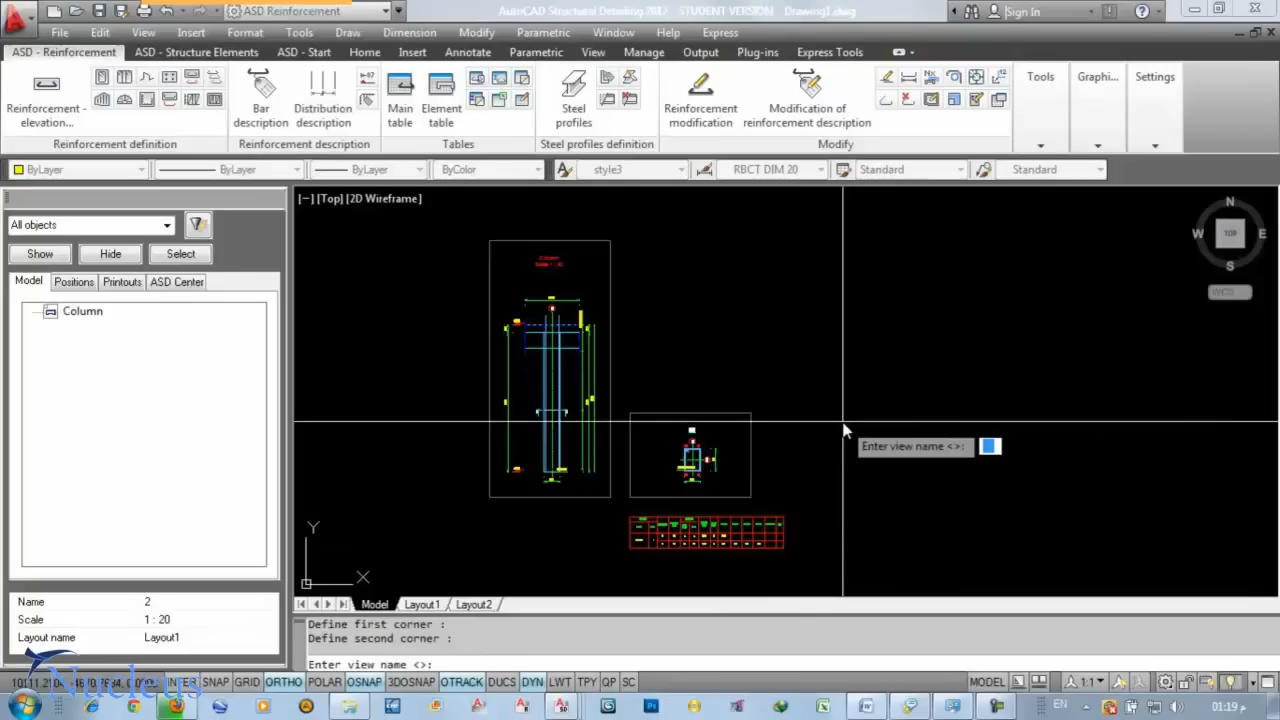 ASD Reinforcement
AutoCAD Structural Detailing 2012 STUDENT VERSION Drawing1.dwg
Sign In
File Edit View Insert Format Tools Draw Dimension Modify Parametric Window Help Express
ASD - Reinforcement ASD - Structure Elements ASD - Start Home Insert Annotate Parametric View Manage Output Plug-ins Express Tools
Reinforcement - elevation...
Bar description
Distribution description
Main table
Element table
Steel profiles
Reinforcement modification
Modification of reinforcement description
Tools
Graphi...
Settings
Reinforcement definition
Reinforcement description
Tables
Steel profiles definition
Modify
ByLayer ByLayer ByLayer ByColor style3 RBCT DIM 20 Standard Standard
[−] [Top] [2D Wireframe]
All objects
Show Hide Select
Model Positions Printouts ASD Center
Column
N
W TOP E
S
WCS
Enter view name <>:
Y
X
Name 2
Scale 1 : 20
Layout name Layout1
Model Layout1 Layout2
Define first corner :
Define second corner :
Enter view name <>:
Nucleus
INFER SNAP GRID ORTHO POLAR OSNAP 3DOSNAP OTRACK DUCS DYN LWT TPY QP SC
MODEL 1:1
EN 01:19